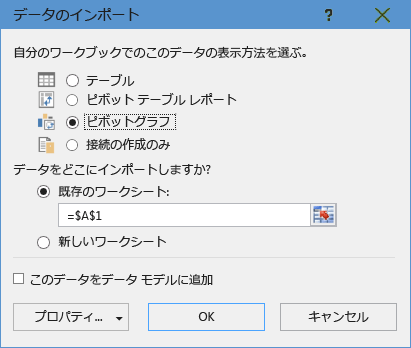 データのインポート
?
自分のワークブックでのこのデータの表示方法を選ぶ。
テーブル
ピボット テーブル レポート
ピボットグラフ
接続の作成のみ
データをどこにインポートしますか?
既存のワークシート:
=$A$1
新しいワークシート
このデータをデータ モデルに追加
プロパティ...
OK
キャンセル